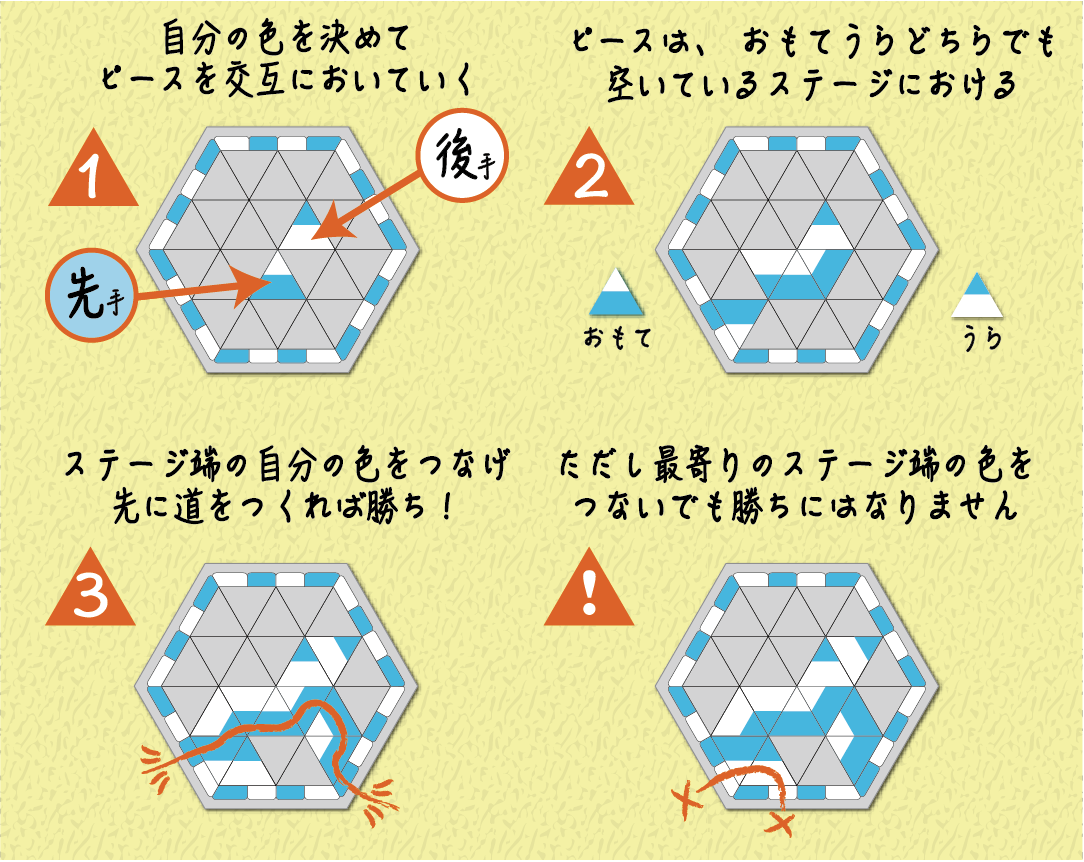 自分の色を決めて
ピースを交互においていく
1
後手
先手
ピースは、おもてうらどちらでも
空いているステージにおける
2
おもて
うら
ステージ端の自分の色をつなげ
先に道をつくれば勝ち！
3
ただし最寄りのステージ端の色を
つないでも勝ちにはなりません
!